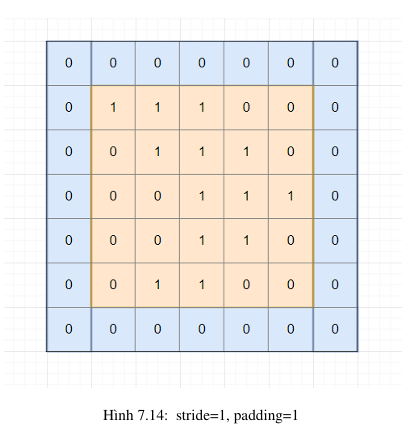 0 0 0 0 0 0 0
0 1 1 1 0 0 0
0 0 1 1 1 0 0
0 0 0 1 1 1 0
0 0 0 1 1 0 0
0 0 1 1 0 0 0
0 0 0 0 0 0 0
Hình 7.14: stride=1, padding=1